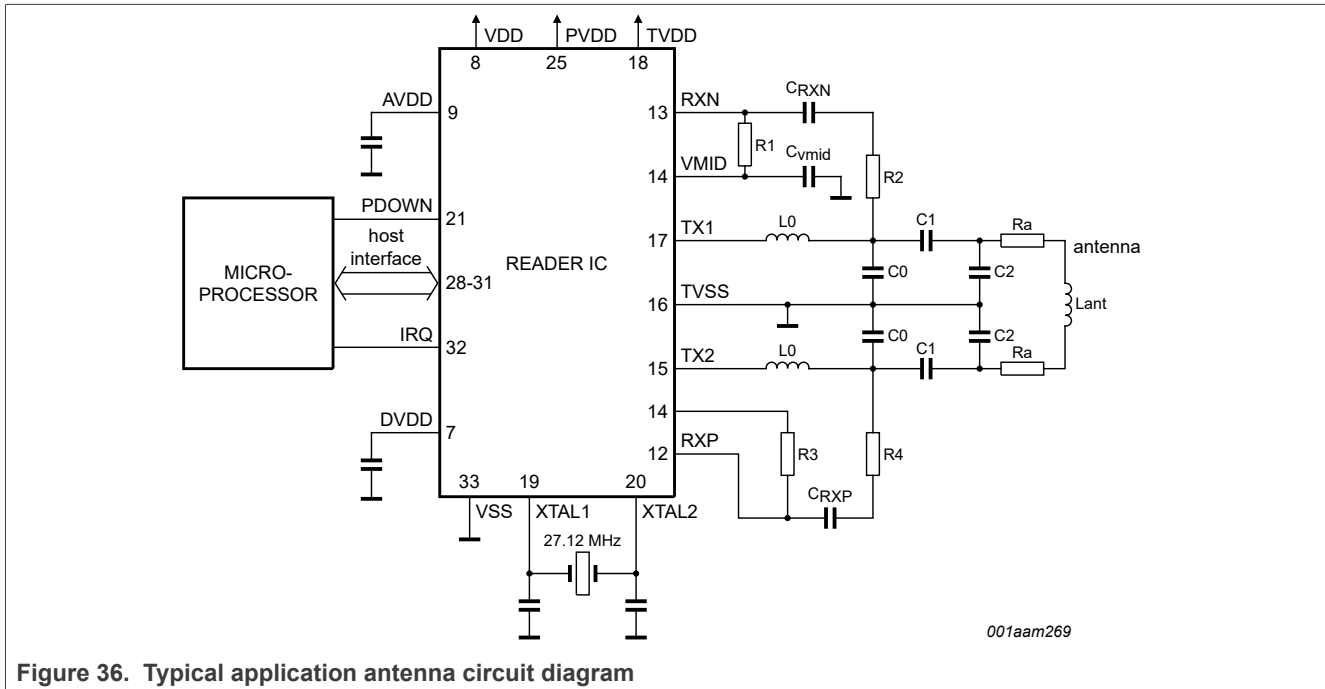 VDD PVDD TVDD
8 25 18
AVDD 9
13 RXN CRXN
R1
14 VMID Cvmid
R2
PDOWN 21
host
interface
28-31
MICRO-
PROCESSOR
READER IC
17 TX1 L0 C1 Ra
antenna
C0 C2
16 TVSS
Lant
C0 C2
IRQ 32
15 TX2 L0 C1 Ra
14
DVDD 7
12 RXP
R3 R4
CRXP
33 19 20
VSS XTAL1 XTAL2
27.12 MHz
001aam269
Figure 36. Typical application antenna circuit diagram